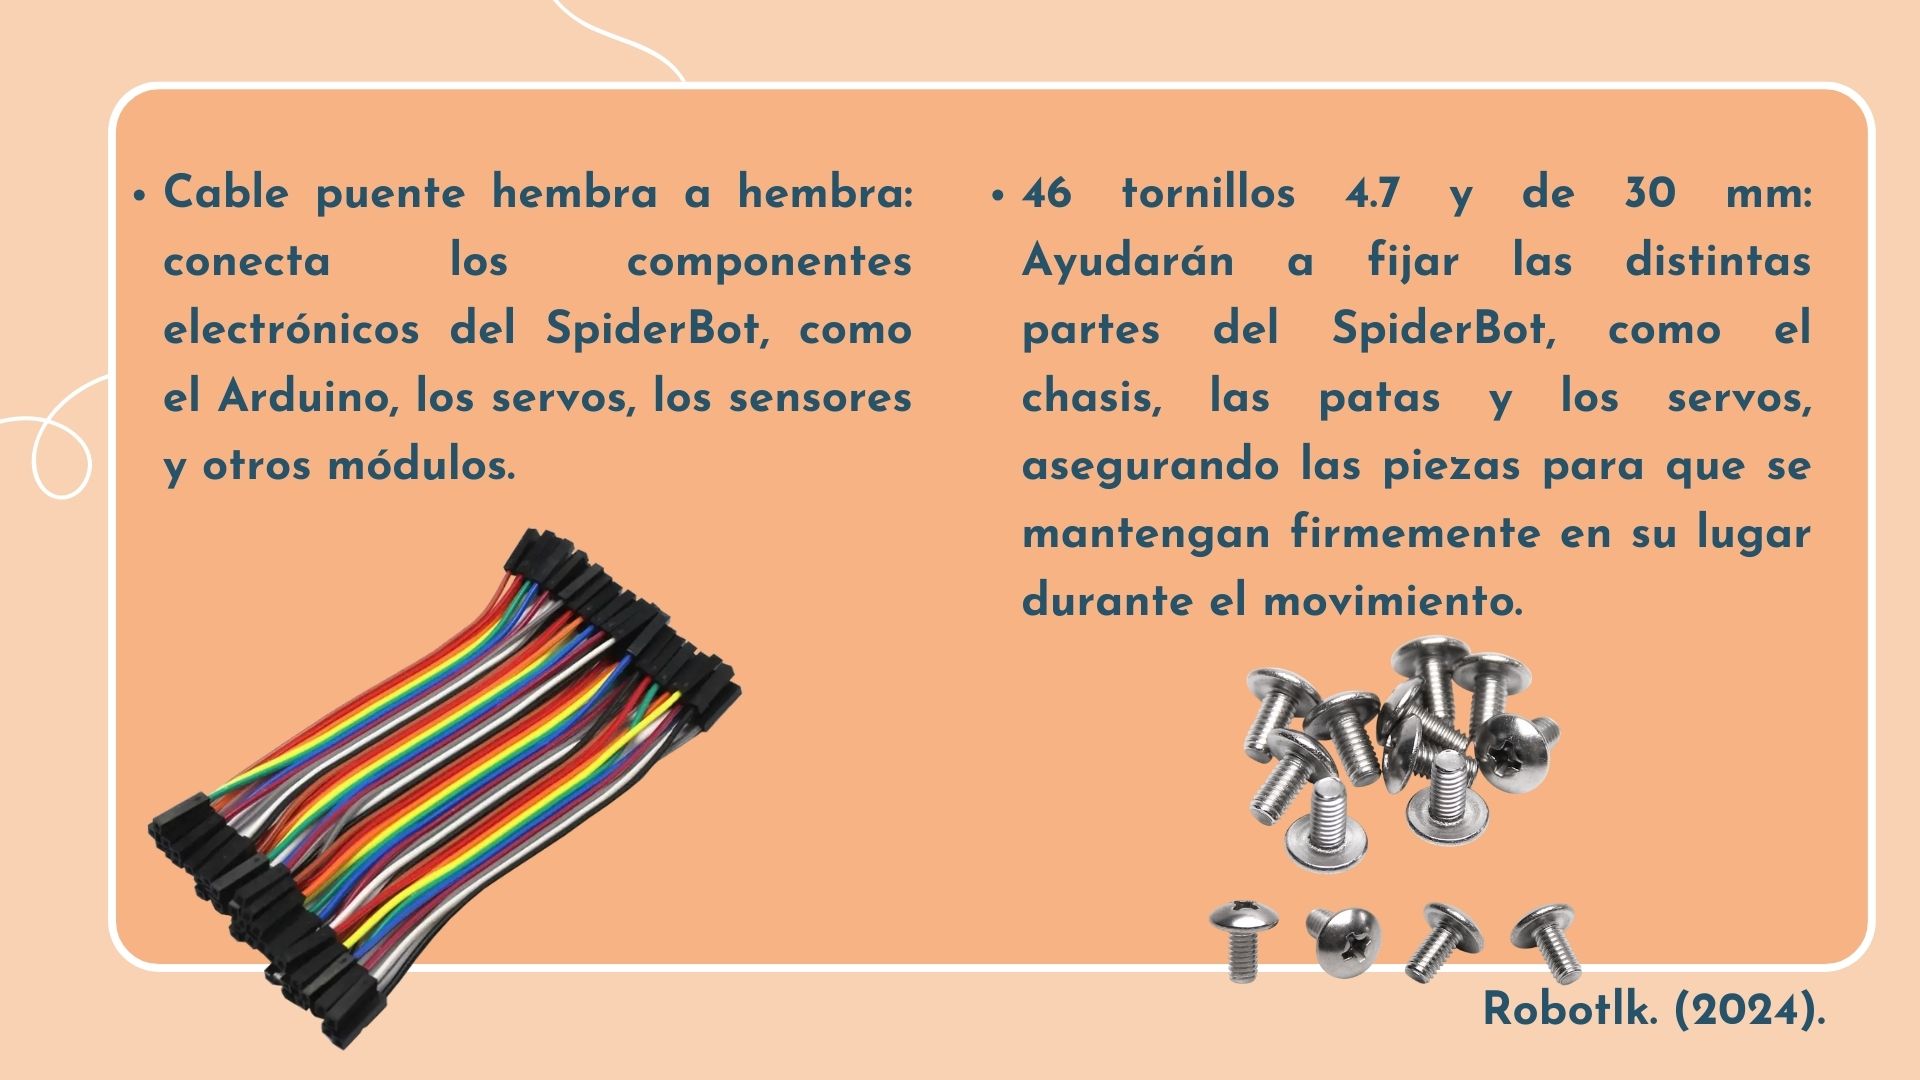 • Cable puente hembra a hembra:
conecta los componentes
electrónicos del SpiderBot, como
el Arduino, los servos, los sensores
y otros módulos.
• 46 tornillos 4.7 y de 30 mm:
Ayudarán a fijar las distintas
partes del SpiderBot, como el
chasis, las patas y los servos,
asegurando las piezas para que se
mantengan firmemente en su lugar
durante el movimiento.
Robotlk. (2024).